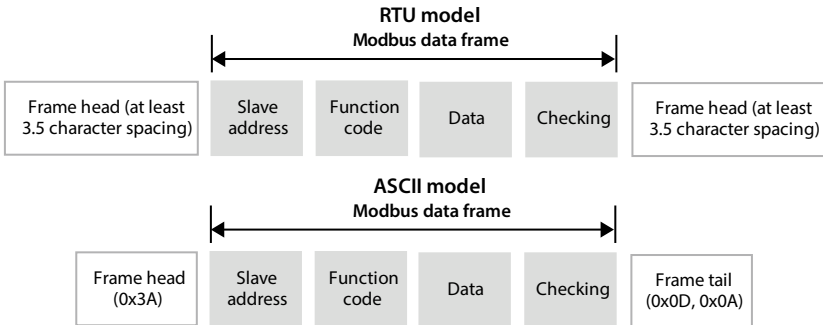 RTU model
Modbus data frame
Frame head (at least
3.5 character spacing)
Slave
address
Function
code
Data
Checking
Frame head (at least
3.5 character spacing)
ASCII model
Modbus data frame
Frame head
(0x3A)
Slave
address
Function
code
Data
Checking
Frame tail
(0x0D, 0x0A)